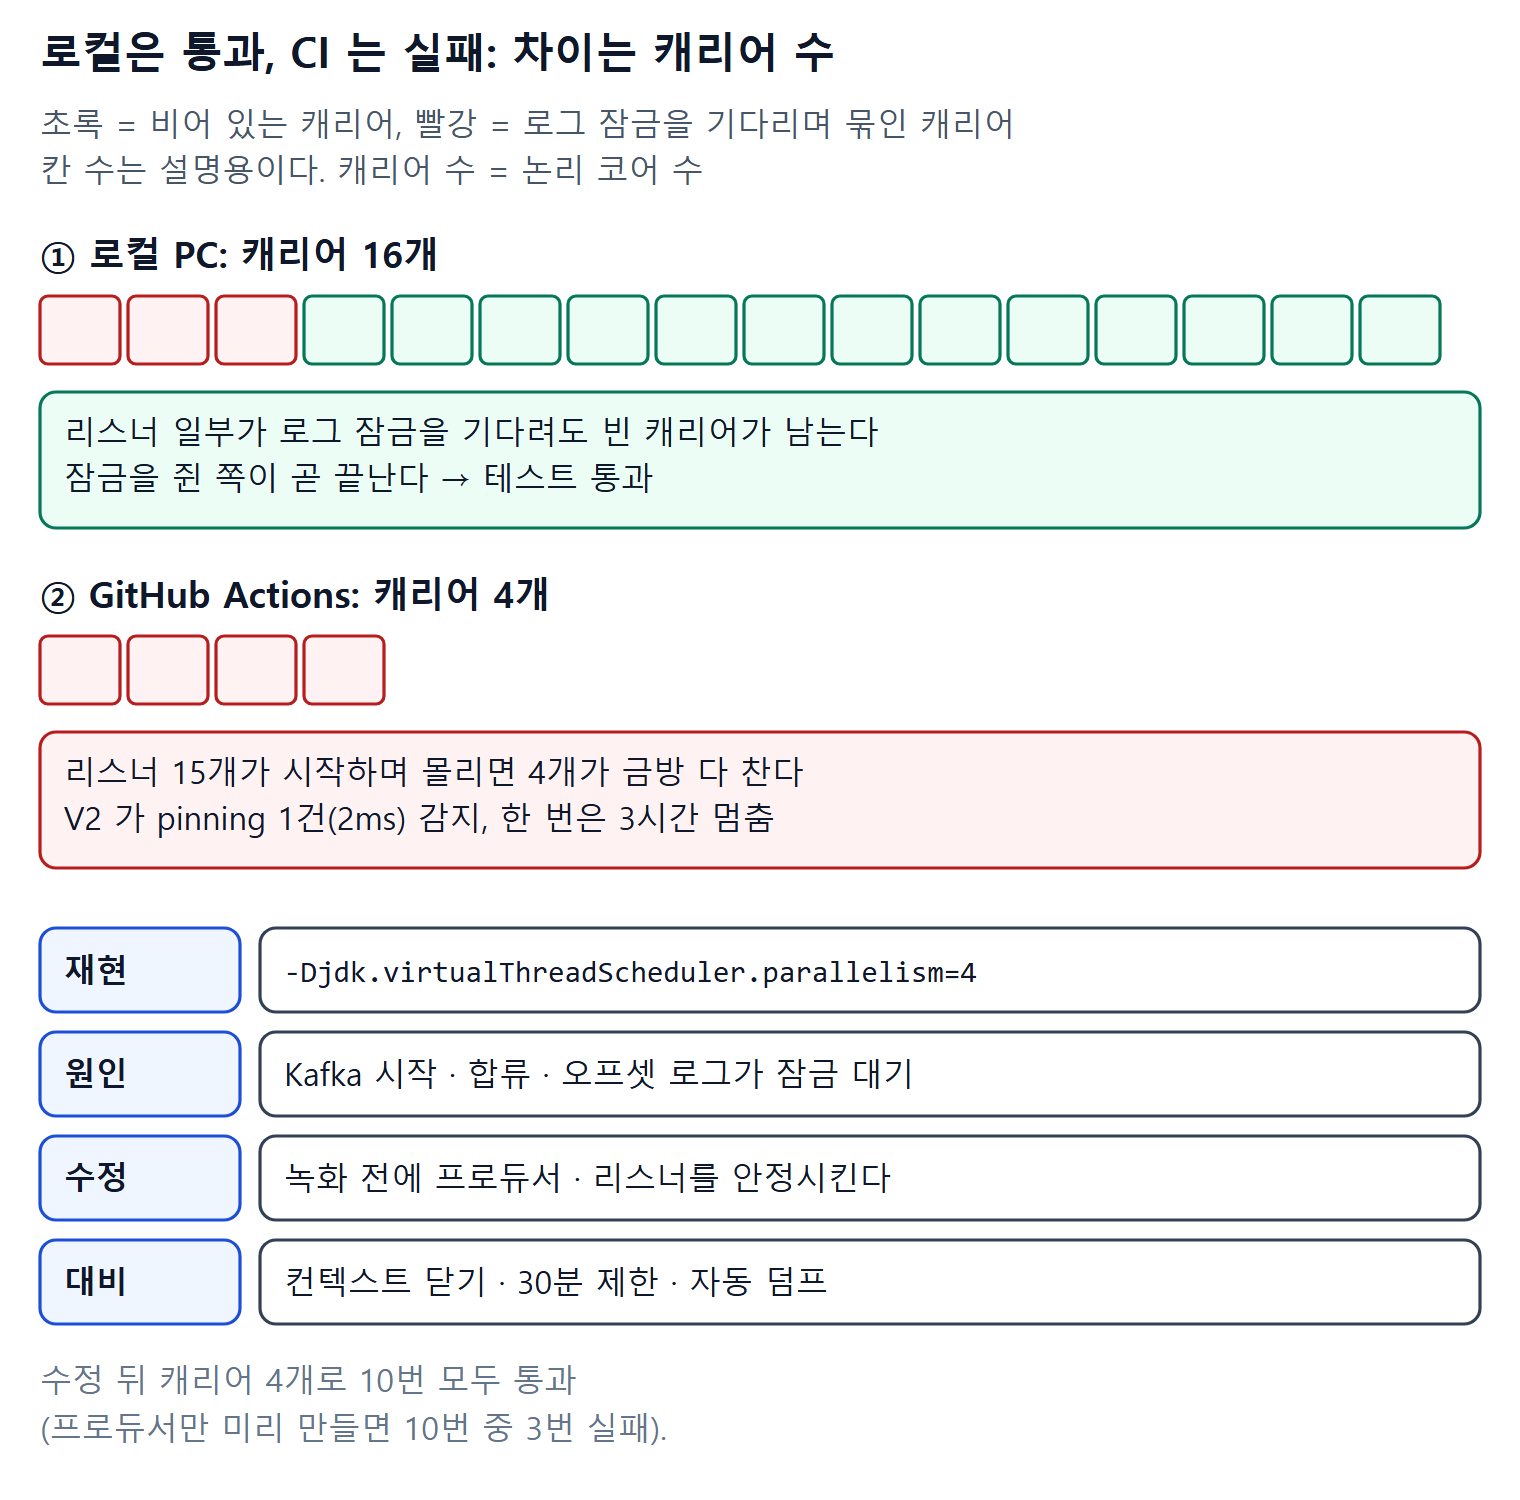 로컬은 통과, CI 는 실패: 차이는 캐리어 수
초록 = 비어 있는 캐리어, 빨강 = 로그 잠금을 기다리며 묶인 캐리어
칸 수는 설명용이다. 캐리어 수 = 논리 코어 수
① 로컬 PC: 캐리어 16개
리스너 일부가 로그 잠금을 기다려도 빈 캐리어가 남는다
잠금을 쥔 쪽이 곧 끝난다 → 테스트 통과
② GitHub Actions: 캐리어 4개
리스너 15개가 시작하며 몰리면 4개가 금방 다 찬다
V2 가 pinning 1건(2ms) 감지, 한 번은 3시간 멈춤
재현
-Djdk.virtualThreadScheduler.parallelism=4
원인
Kafka 시작 · 합류 · 오프셋 로그가 잠금 대기
수정
녹화 전에 프로듀서 · 리스너를 안정시킨다
대비
컨텍스트 닫기 · 30분 제한 · 자동 덤프
수정 뒤 캐리어 4개로 10번 모두 통과
(프로듀서만 미리 만들면 10번 중 3번 실패).